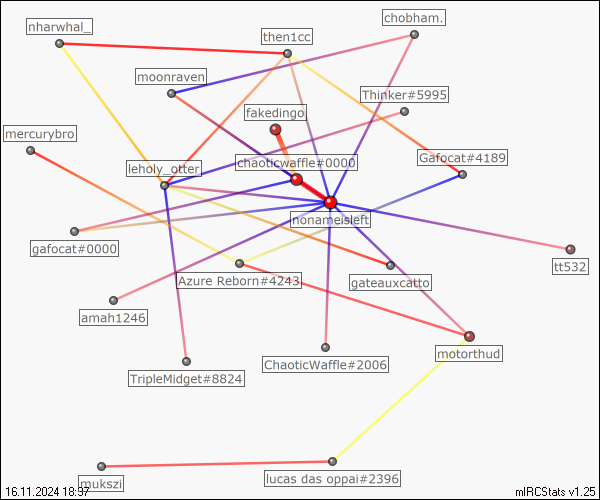 nharwhal_
chobham.
then1cc
moonraven
Thinker#5995
fakedingo
mercurybro
chaoticwaffle#0000
Gafocat#4189
leholy_otter
nonameisleft
gafocat#0000
tt532
Azure Reborn#4243
gateauxcatto
amah1246
motorthud
ChaoticWaffle#2006
TripleMidget#8824
lucas das oppai#2396
mukszi
16.11.2024 18:37
mIRCStats v1.25